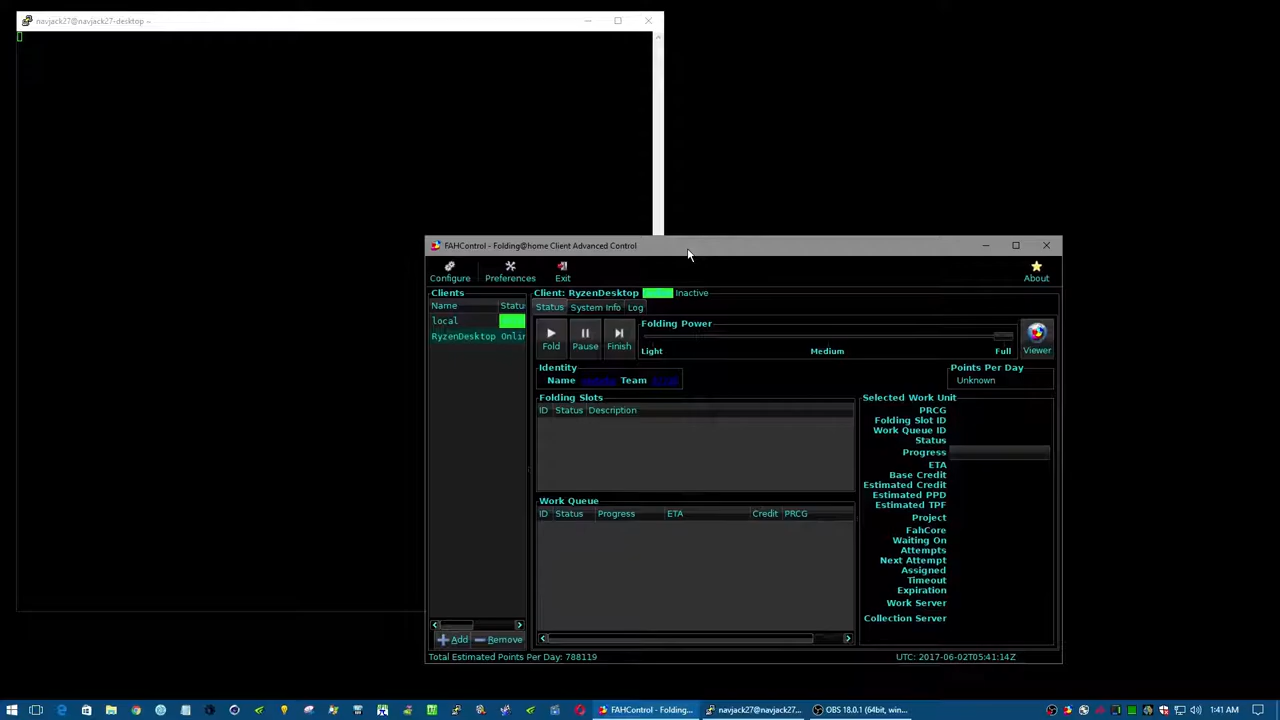 navjack27@navjack27-desktop ~
FAHControl - Folding@home Client Advanced Control
Configure Preferences Exit About
Clients
Name Status
local
RyzenDesktop Onlin
Add Remove
Client: RyzenDesktop Inactive
Status System Info Log
Fold Pause Finish
Folding Power
Light Medium Full
Viewer
Identity
Name Team
Points Per Day
Unknown
Folding Slots
ID Status Description
Work Queue
ID Status Progress ETA Credit PRCG
Selected Work Unit
PRCG
Folding Slot ID
Work Queue ID
Status
Progress
ETA
Base Credit
Estimated Credit
Estimated PPD
Estimated TPF
Project
FahCore
Waiting On
Attempts
Next Attempt
Assigned
Timeout
Expiration
Work Server
Collection Server
Total Estimated Points Per Day: 788119 UTC: 2017-06-02T05:41:14Z
FAHControl - Folding... navjack27@navjack27... OBS 18.0.1 (64bit, win... 1:41 AM